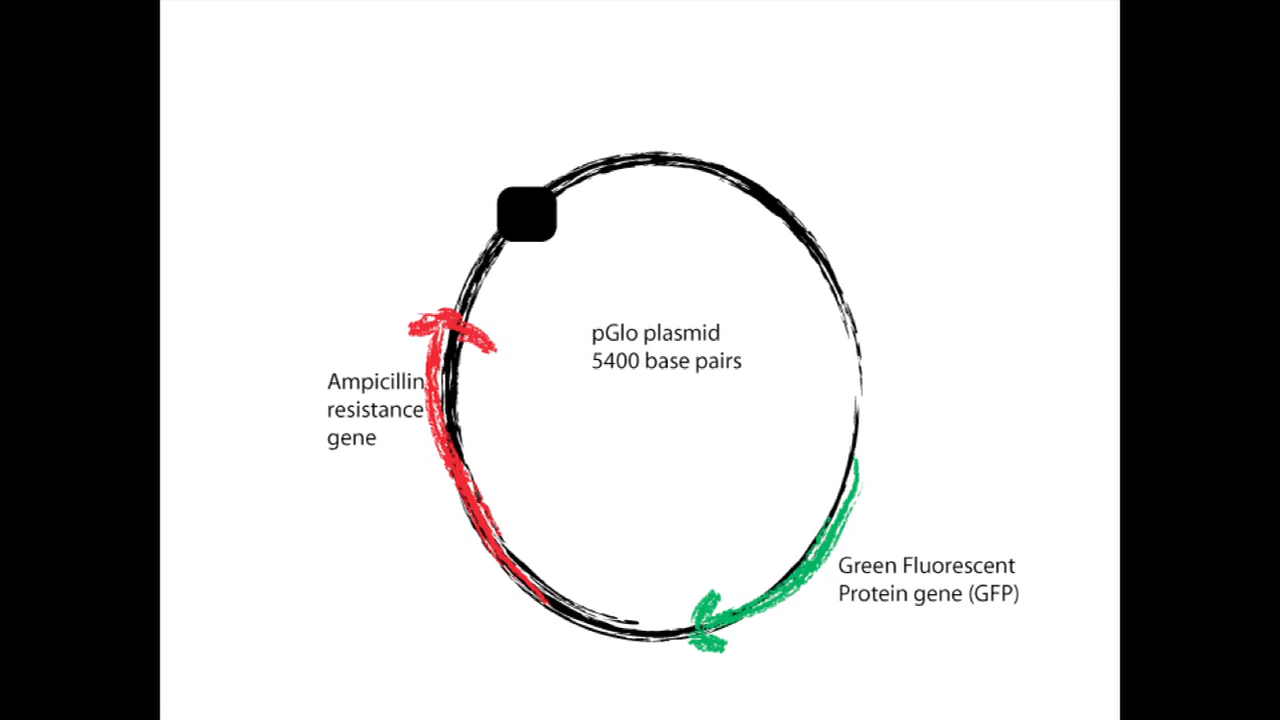 pGlo plasmid
5400 base pairs
Ampicillin
resistance
gene
Green Fluorescent
Protein gene (GFP)